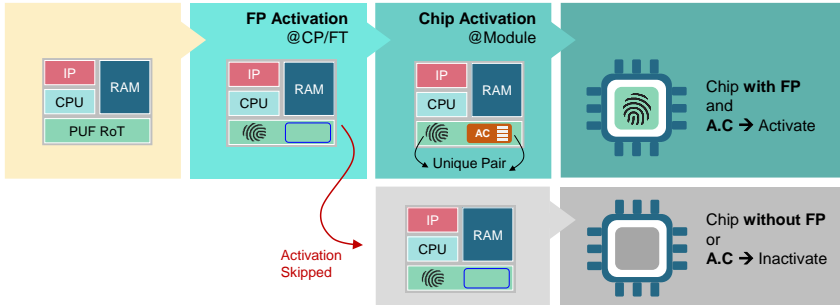 IP
CPU
RAM
PUF RoT
FP Activation
@CP/FT
IP
CPU
RAM
Chip Activation
@Module
IP
CPU
RAM
AC
Unique Pair
Chip with FP
and
A.C → Activate
Activation
Skipped
IP
CPU
RAM
Chip without FP
or
A.C → Inactivate